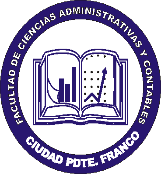 FACULTAD DE CIENCIAS ADMINISTRATIVAS Y CONTABLES
CIUDAD PDTE. FRANCO